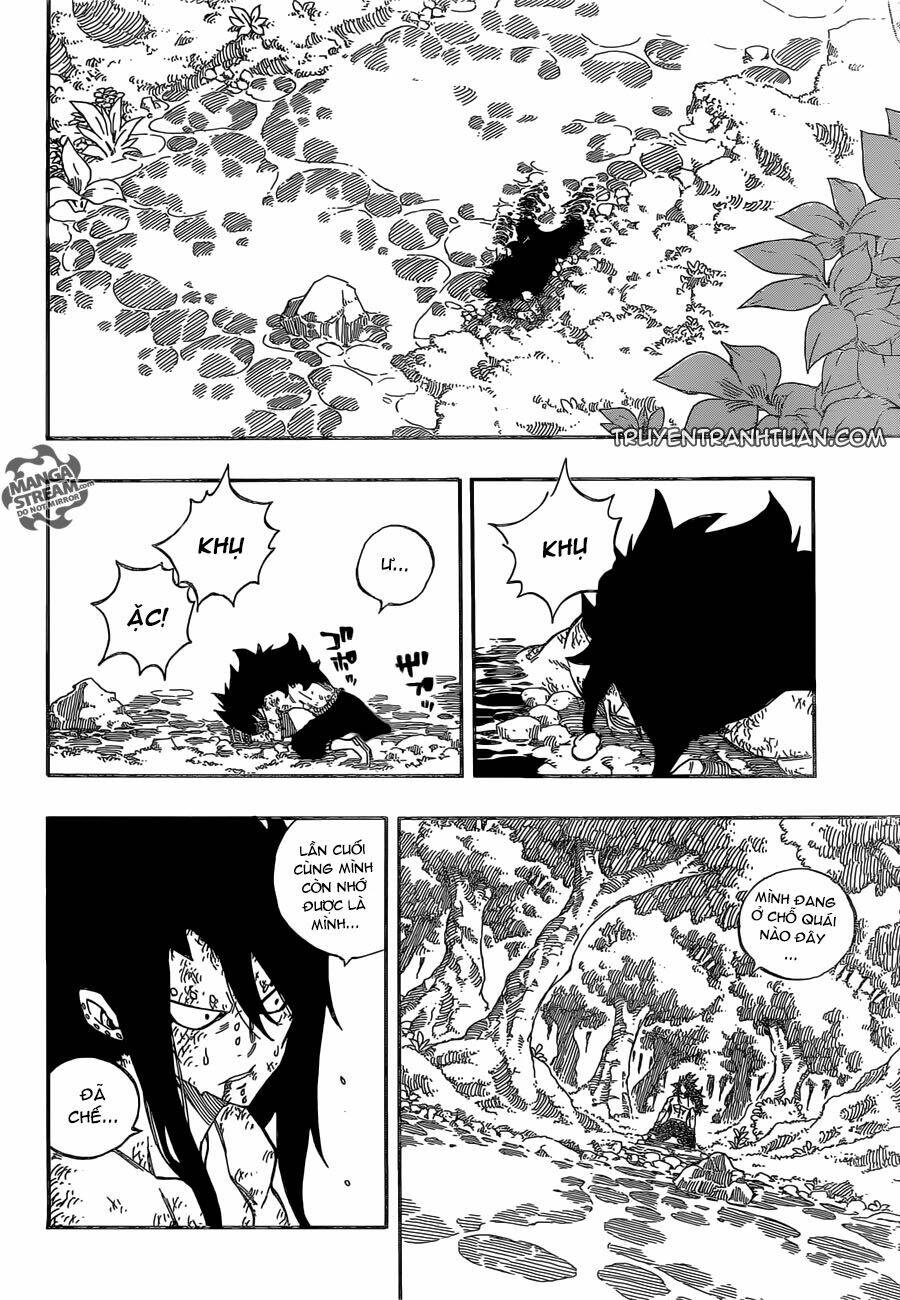 TRUYENTRANHTUAN.COM
MANGA
STREAM.COM
DO NOT MIRROR
KHỤ
Ư...
KHỤ
ẶC!
MÌNH ĐANG
Ở CHỖ QUÁI
NÀO ĐÂY
...
LẦN CUỐI
CÙNG MÌNH
CÒN NHỚ
ĐƯỢC LÀ
MÌNH...
ĐÃ
CHẾ...